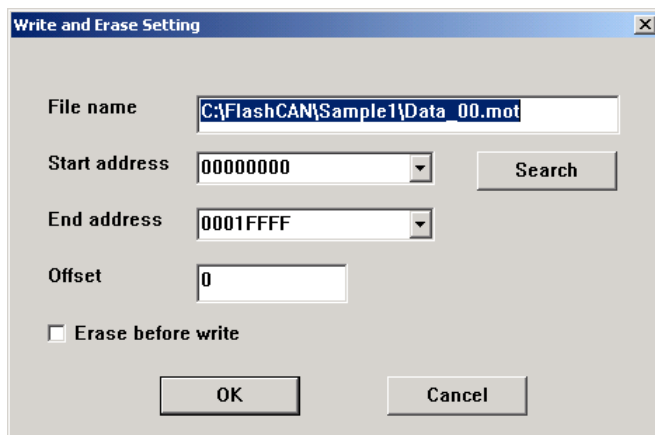 Write and Erase Setting
File name
C:\FlashCAN\Sample1\Data_00.mot
Start address
00000000
Search
End address
0001FFFF
Offset
0
Erase before write
OK
Cancel